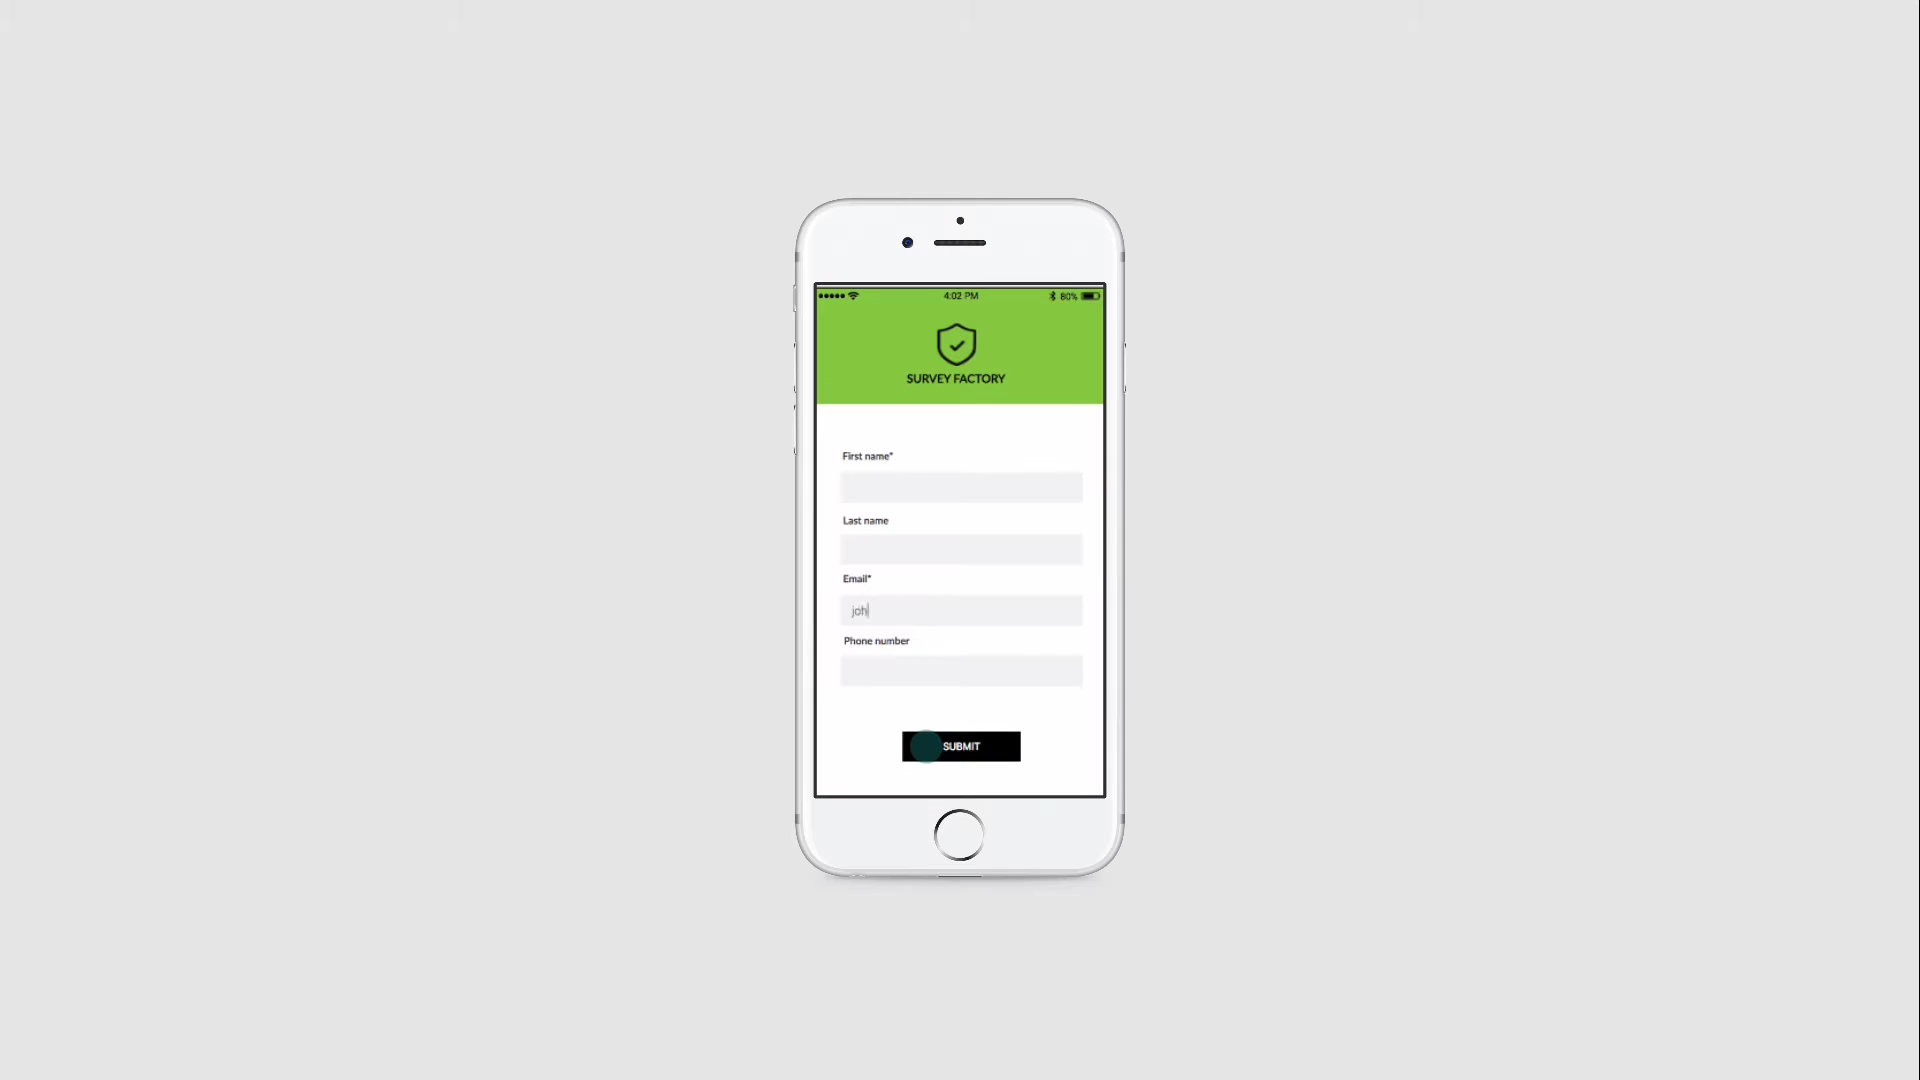 4:02 PM 80%
SURVEY FACTORY
First name*
Last name
Email*
joh
Phone number
SUBMIT